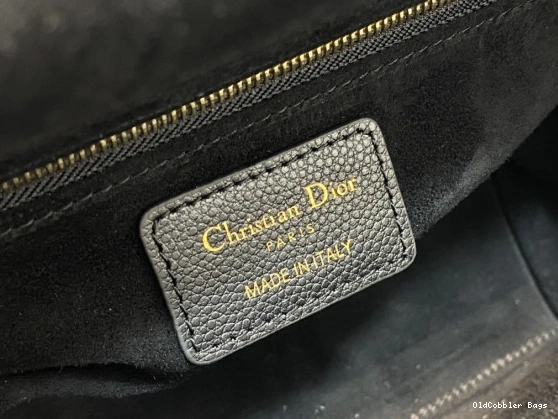 Christian Dior
PARIS
MADE IN ITALY
OldCobbler Bags